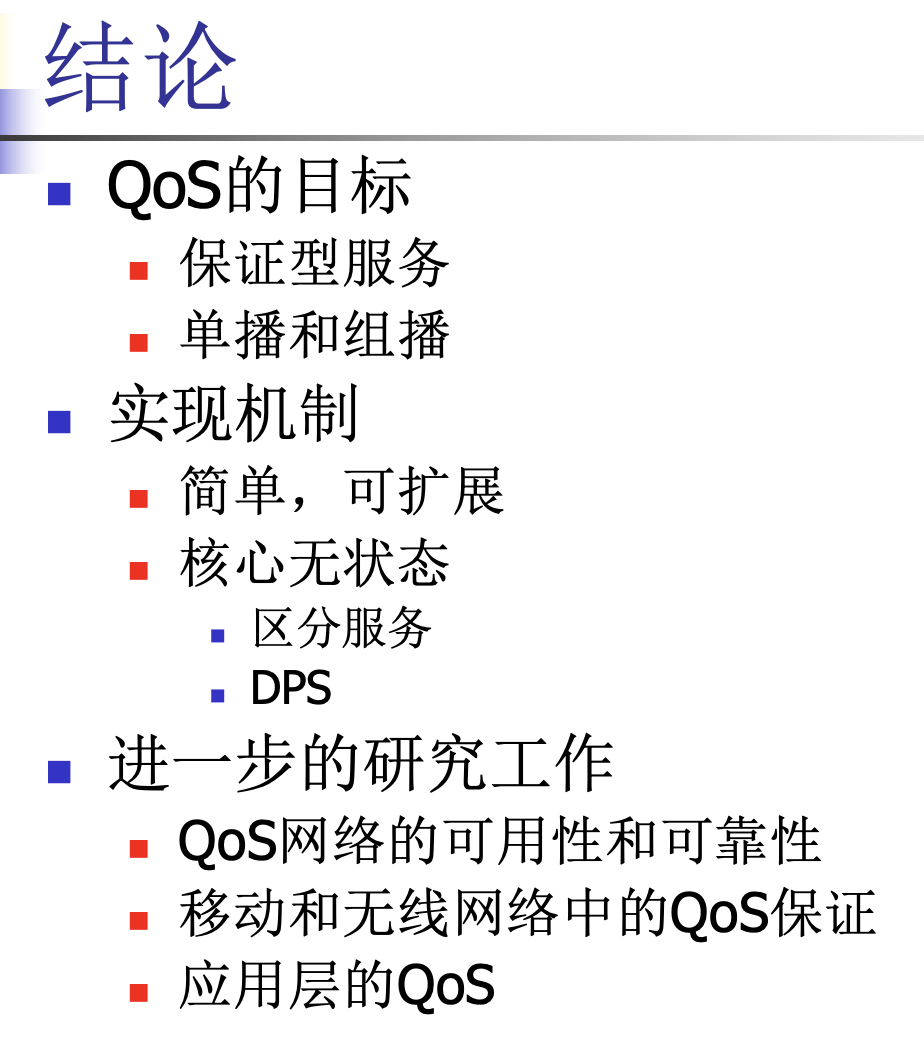 结论
QoS的目标
保证型服务
单播和组播
实现机制
简单，可扩展
核心无状态
区分服务
DPS
进一步的研究工作
QoS网络的可用性和可靠性
移动和无线网络中的QoS保证
应用层的QoS